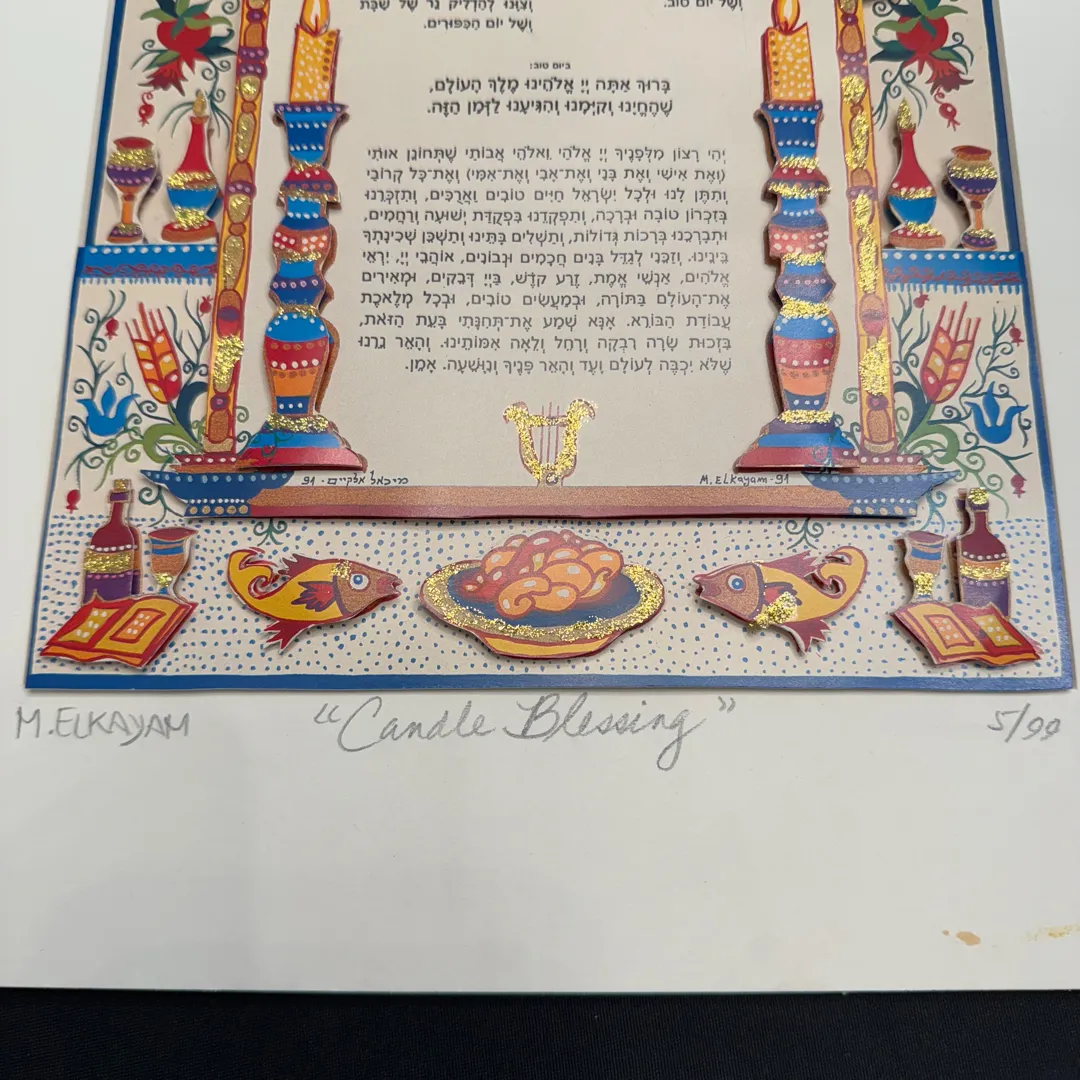 וְשֶׁל יוֹם טוֹב.
וְצִוָּנוּ לְהַדְלִיק נֵר שֶׁל שַׁבָּת
וְשֶׁל יוֹם הַכִּפּוּרִים.
ביום טוב:
בָּרוּךְ אַתָּה יְיָ אֱלֹהֵינוּ מֶלֶךְ הָעוֹלָם,
שֶׁהֶחֱיָנוּ וְקִיְּמָנוּ וְהִגִּיעָנוּ לַזְּמַן הַזֶּה.
יְהִי רָצוֹן מִלְּפָנֶיךָ יְיָ אֱלֹהַי וֵאלֹהֵי אֲבוֹתַי שֶׁתְּחוֹנֵן אוֹתִי
(וְאֶת אִישִׁי וְאֶת בָּנַי וְאֶת־אָבִי וְאֶת־אִמִּי) וְאֶת־כָּל קְרוֹבַי
וְתִתֶּן לָנוּ וּלְכָל יִשְׂרָאֵל חַיִּים טוֹבִים וַאֲרֻכִּים, וְתִזְכְּרֵנוּ
בְּזִכְרוֹן טוֹבָה וּבְרָכָה, וְתִפְקְדֵנוּ בִּפְקֻדַּת יְשׁוּעָה וְרַחֲמִים,
וּתְבָרְכֵנוּ בְּרָכוֹת גְּדוֹלוֹת, וְתַשְׁלִים בָּתֵּינוּ וְתַשְׁכֵּן שְׁכִינָתְךָ
בֵּינֵינוּ. וְזַכֵּנִי לְגַדֵּל בָּנִים חֲכָמִים וּנְבוֹנִים, אוֹהֲבֵי יְיָ, יִרְאֵי
אֱלֹהִים, אַנְשֵׁי אֱמֶת, זֶרַע קֹדֶשׁ, בַּייָ דְּבֵקִים, וּמְאִירִים
אֶת־הָעוֹלָם בַּתּוֹרָה, וּבְמַעֲשִׂים טוֹבִים, וּבְכָל מְלֶאכֶת
עֲבוֹדַת הַבּוֹרֵא. אָנָּא שְׁמַע אֶת־תְּחִנָּתִי בָּעֵת הַזֹּאת,
בִּזְכוּת שָׂרָה רִבְקָה וְרָחֵל וְלֵאָה אִמּוֹתֵינוּ. וְהָאֵר נֵרֵנוּ
שֶׁלֹּא יִכְבֶּה לְעוֹלָם וָעֶד וְהָאֵר פָּנֶיךָ וְנִוָּשֵׁעָה. אָמֵן.
מיכאל אלקיים - 91
M. ELKayam-91
M. ELKAYAM
"Candle Blessing"
5/99